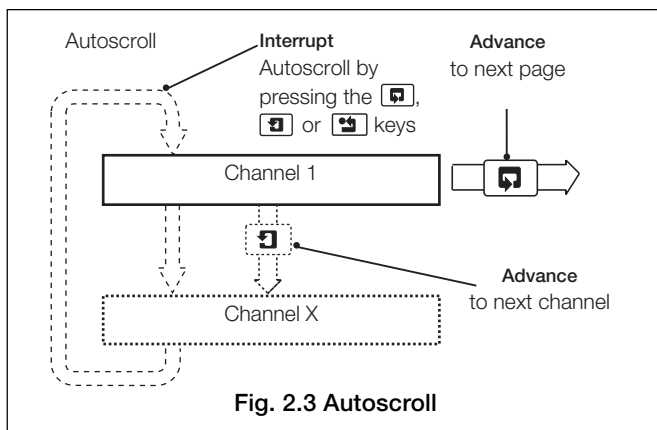 Autoscroll
Interrupt
Autoscroll by
pressing the ,
or keys
Advance
to next page
Channel 1
Advance
to next channel
Channel X
Fig. 2.3 Autoscroll